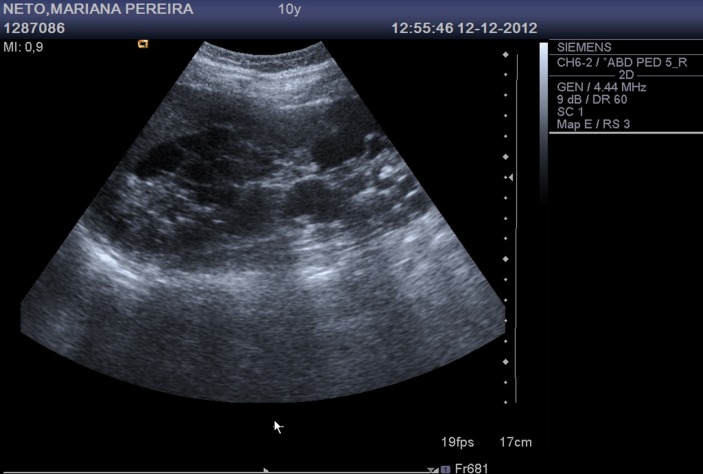 NETO,MARIANA PEREIRA 10y
1287086 12:55:46 12-12-2012
MI: 0,9
SIEMENS
CH6-2 / *ABD PED 5_R
2D
GEN / 4.44 MHz
9 dB / DR 60
SC 1
Map E / RS 3
19fps 17cm
Fr681